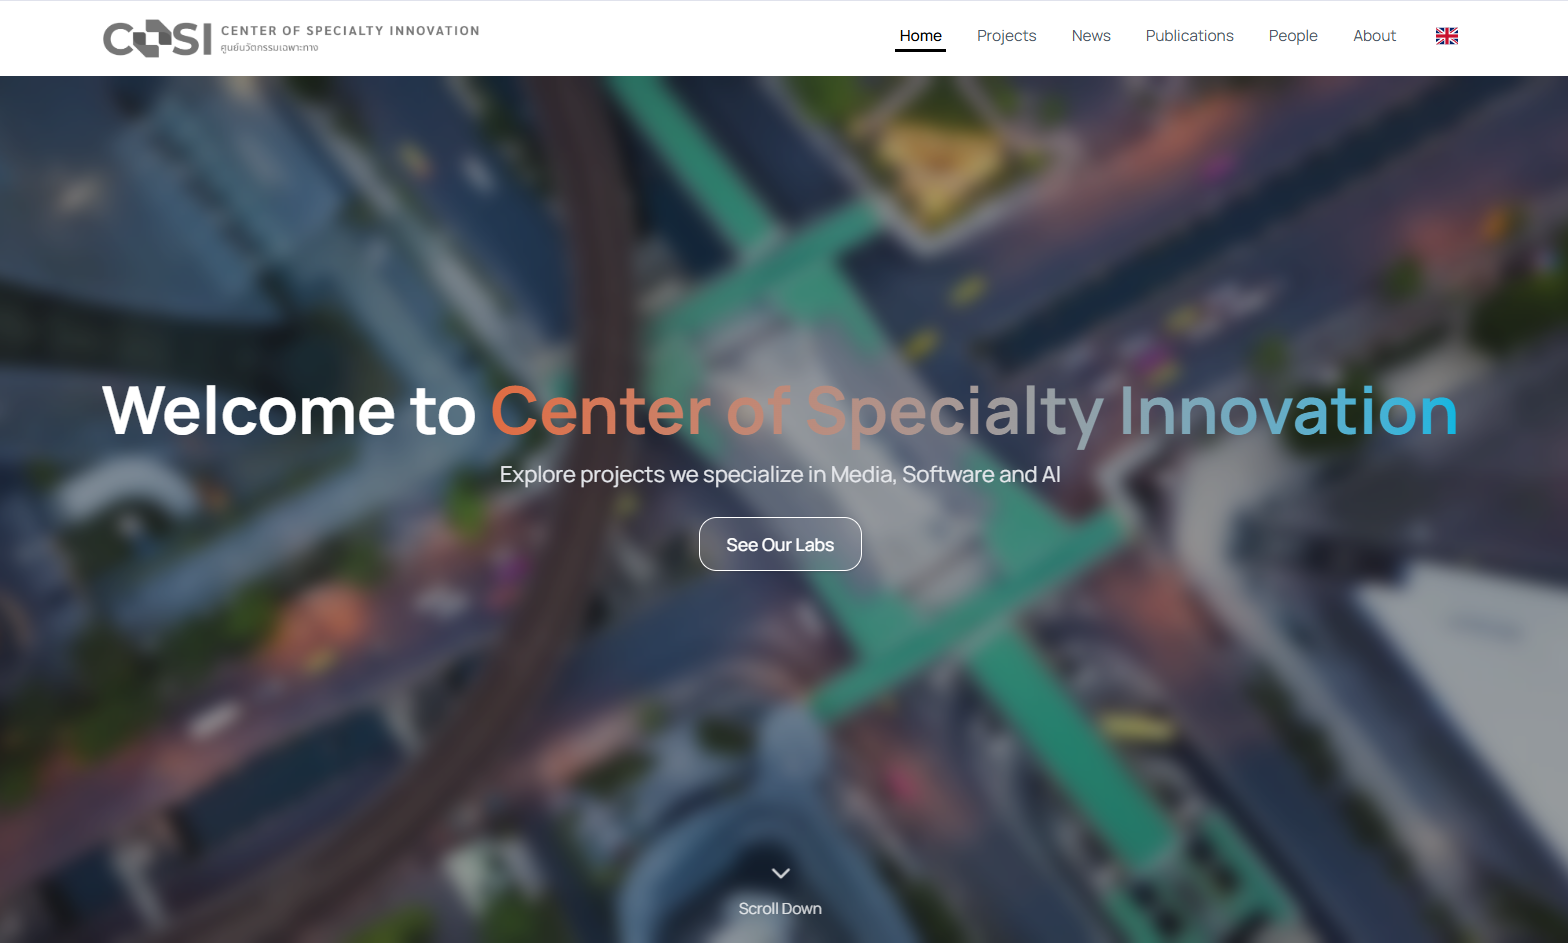 COSI CENTER OF SPECIALTY INNOVATION
ศูนย์นวัตกรรมเฉพาะทาง
Home Projects News Publications People About
Welcome to Center of Specialty Innovation
Explore projects we specialize in Media, Software and AI
See Our Labs
Scroll Down